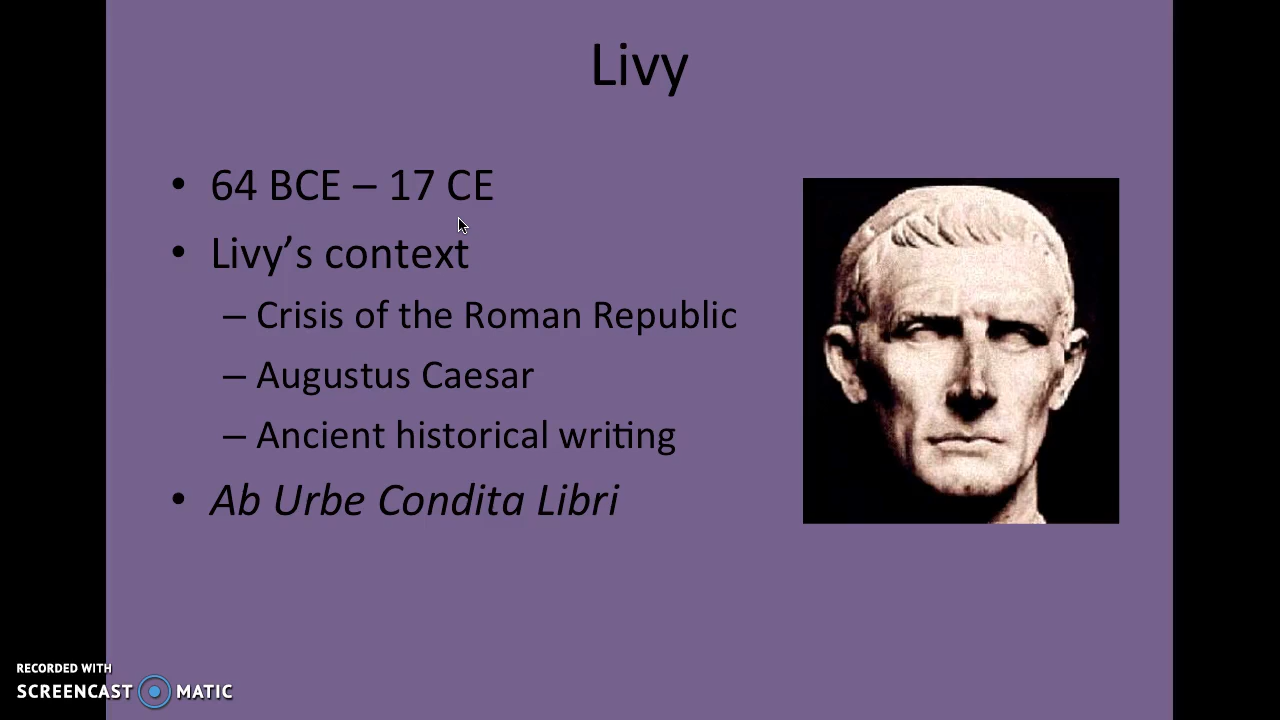 Livy
• 64 BCE – 17 CE
• Livy’s context
– Crisis of the Roman Republic
– Augustus Caesar
– Ancient historical writing
• Ab Urbe Condita Libri
RECORDED WITH
SCREENCAST MATIC